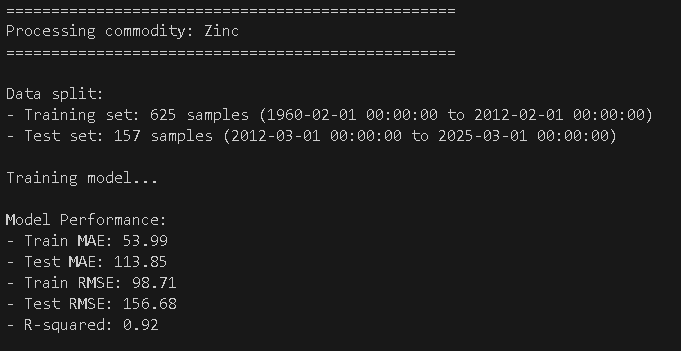 ==================================================
Processing commodity: Zinc
==================================================
Data split:
- Training set: 625 samples (1960-02-01 00:00:00 to 2012-02-01 00:00:00)
- Test set: 157 samples (2012-03-01 00:00:00 to 2025-03-01 00:00:00)
Training model...
Model Performance:
- Train MAE: 53.99
- Test MAE: 113.85
- Train RMSE: 98.71
- Test RMSE: 156.68
- R-squared: 0.92